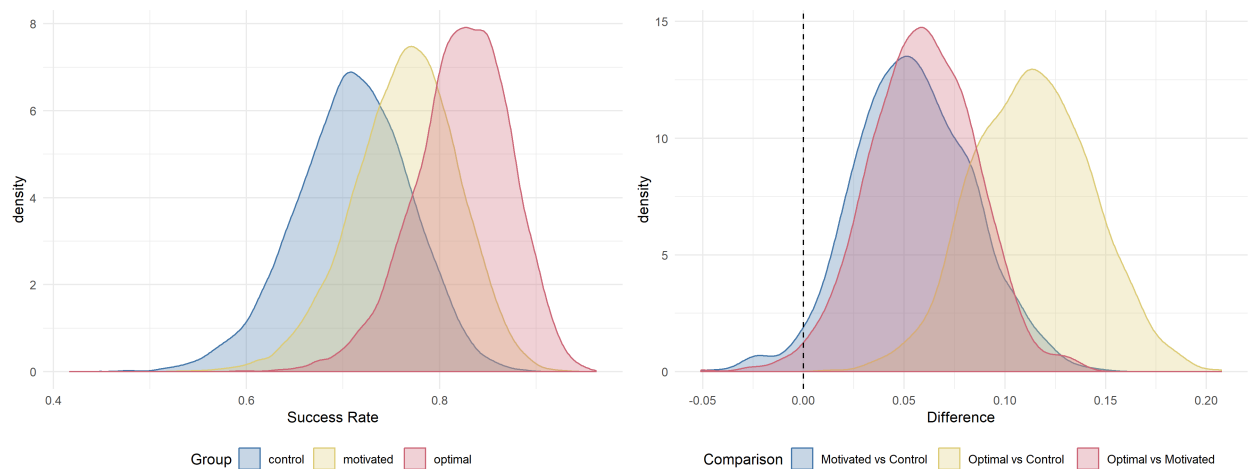 8
6
4
2
0
density
0.4
0.6
0.8
Success Rate
Group
control
motivated
optimal
15
10
5
0
density
-0.05
0.00
0.05
0.10
0.15
0.20
Difference
Comparison
Motivated vs Control
Optimal vs Control
Optimal vs Motivated